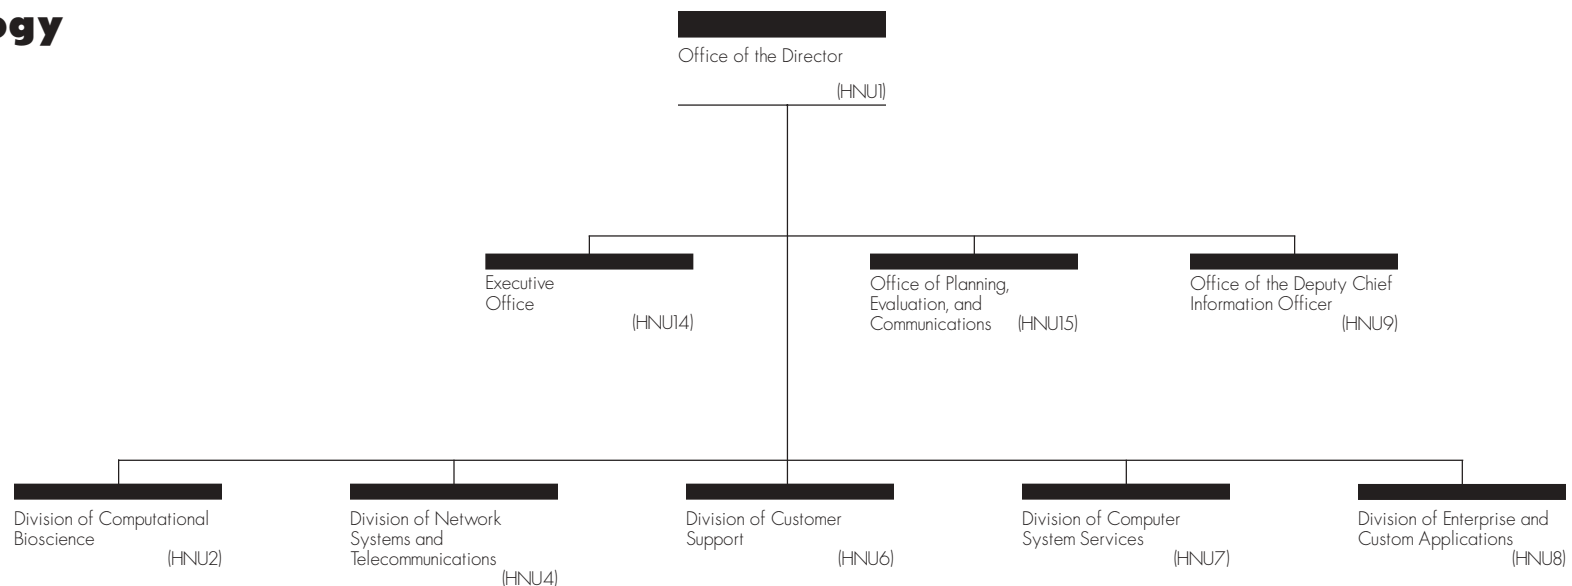 ogy
Office of the Director
(HNU1)
Executive
Office
(HNU14)
Office of Planning,
Evaluation, and
Communications (HNU15)
Office of the Deputy Chief
Information Officer
(HNU9)
Division of Computational
Bioscience
(HNU2)
Division of Network
Systems and
Telecommunications
(HNU4)
Division of Customer
Support
(HNU6)
Division of Computer
System Services
(HNU7)
Division of Enterprise and
Custom Applications
(HNU8)